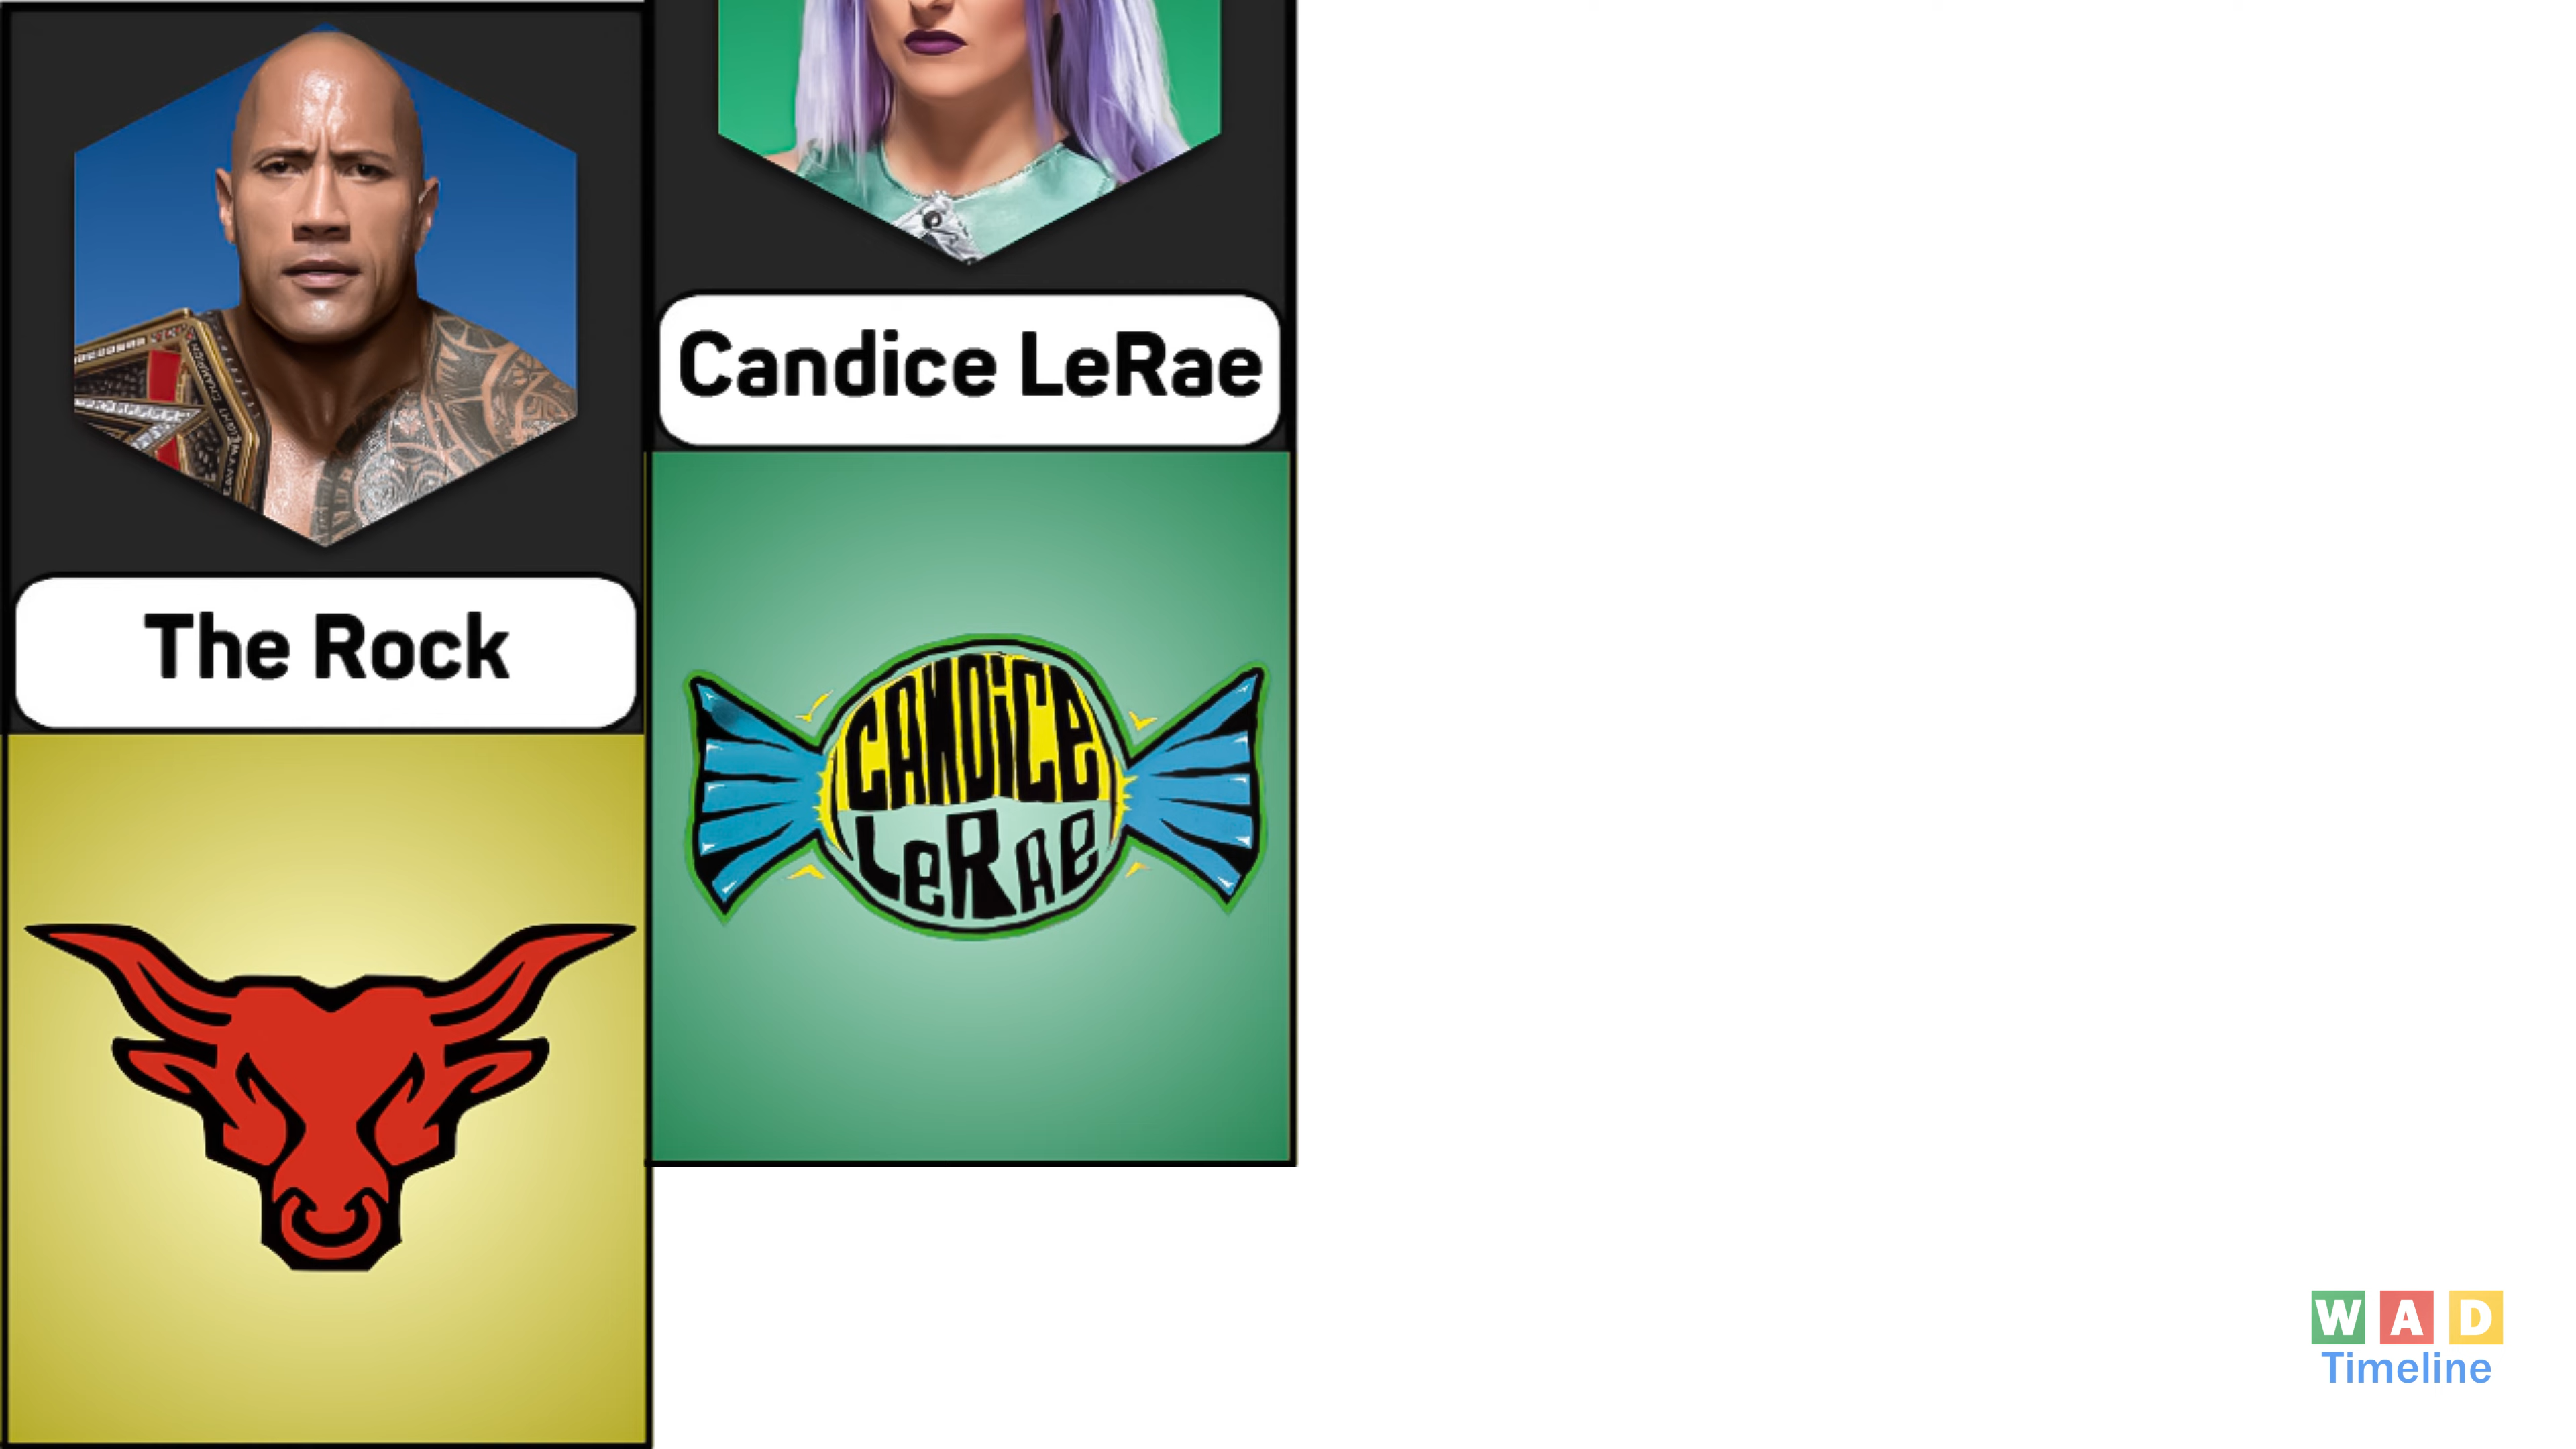 The Rock
Candice LeRae
CANDiCe
LeRAe
W A D
Timeline